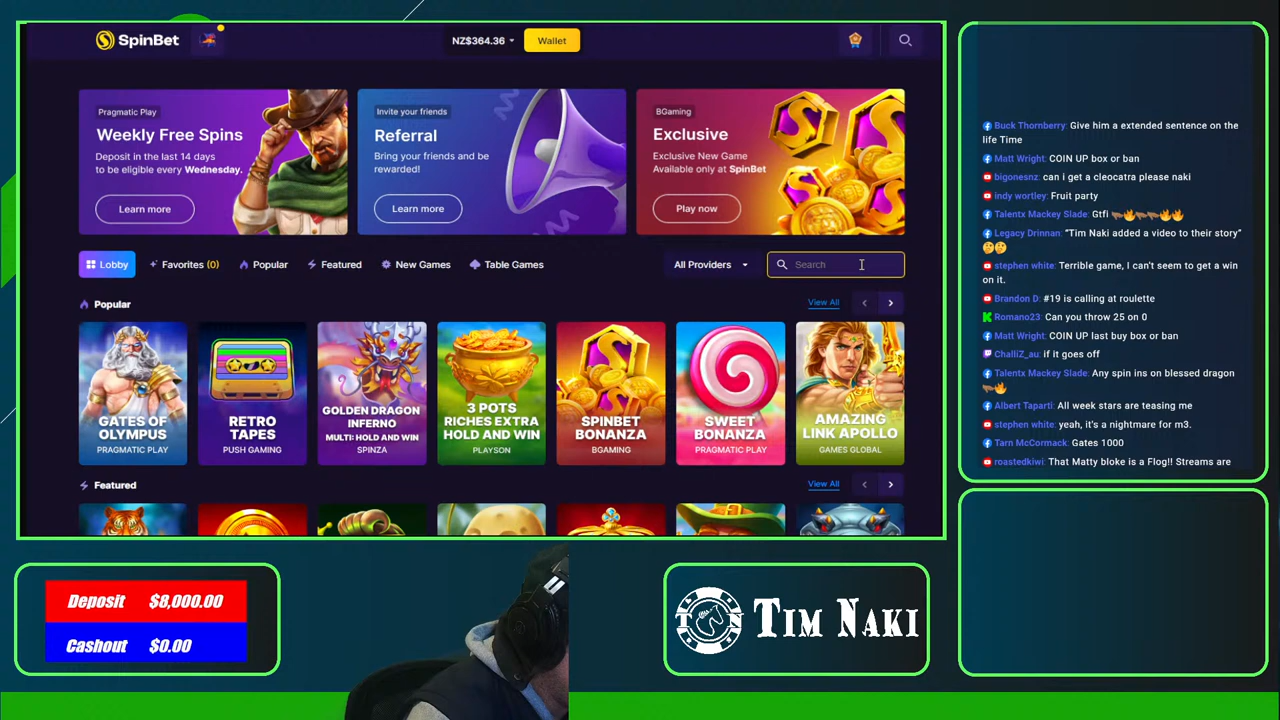 SpinBet
NZ$364.36
Wallet
Pragmatic Play
Weekly Free Spins
Deposit in the last 14 days
to be eligible every Wednesday.
Learn more
Invite your friends
Referral
Bring your friends and be
rewarded!
Learn more
BGaming
Exclusive
Exclusive New Game
Available only at SpinBet
Play now
Lobby
Favorites (0)
Popular
Featured
New Games
Table Games
All Providers
Search
Popular
View All
GATES OF
OLYMPUS
PRAGMATIC PLAY
RETRO
TAPES
PUSH GAMING
GOLDEN DRAGON
INFERNO
MULTI: HOLD AND WIN
SPINZA
3 POTS
RICHES EXTRA
HOLD AND WIN
PLAYSON
SPINBET
BONANZA
BGAMING
SWEET
BONANZA
PRAGMATIC PLAY
AMAZING
LINK APOLLO
GAMES GLOBAL
Featured
View All
Buck Thornberry: Give him a extended sentence on the
life Time
Matt Wright: COIN UP box or ban
bigonesnz: can i get a cleocatra please naki
indy wortley: Fruit party
Talentx Mackey Slade: Gtfi
Legacy Drinnan: “Tim Naki added a video to their story”
stephen white: Terrible game, I can't seem to get a win
on it.
Brandon D: #19 is calling at roulette
Romano23: Can you throw 25 on 0
Matt Wright: COIN UP last buy box or ban
ChalliZ_au: if it goes off
Talentx Mackey Slade: Any spin ins on blessed dragon
Albert Taparti: All week stars are teasing me
stephen white: yeah, it's a nightmare for m3.
Tarn McCormack: Gates 1000
roastedkiwi: That Matty bloke is a Flog!! Streams are
Deposit $8,000.00
Cashout $0.00
TIM NAKI